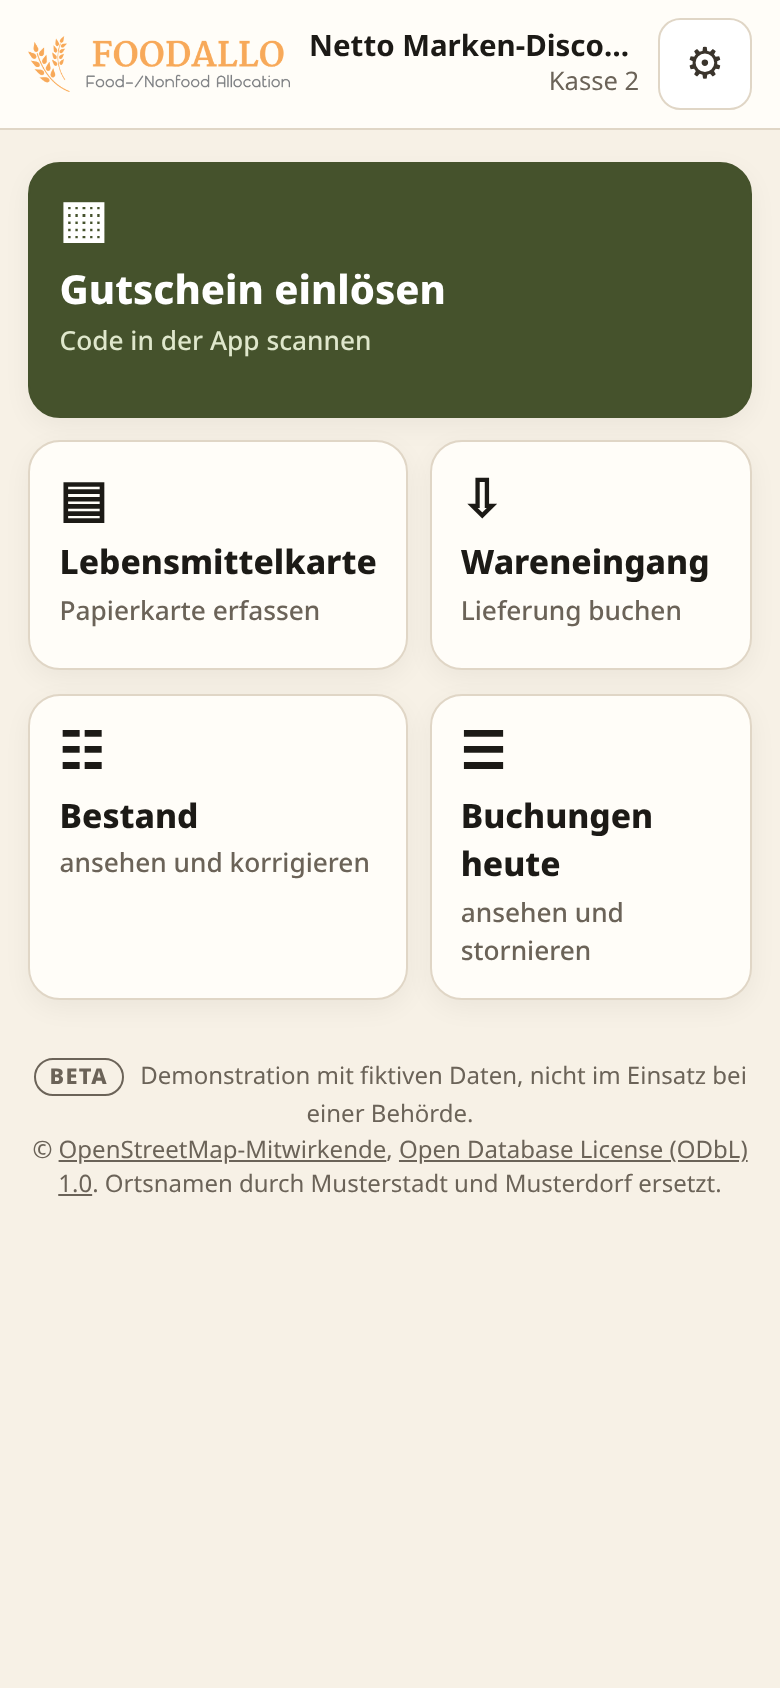 FOODALLO
Food-/Nonfood Allocation
Netto Marken-Disco...
Kasse 2
Gutschein einlösen
Code in der App scannen
Lebensmittelkarte
Papierkarte erfassen
Wareneingang
Lieferung buchen
Bestand
ansehen und korrigieren
Buchungen
heute
ansehen und
stornieren
BETA Demonstration mit fiktiven Daten, nicht im Einsatz bei
einer Behörde.
© OpenStreetMap-Mitwirkende, Open Database License (ODbL)
1.0. Ortsnamen durch Musterstadt und Musterdorf ersetzt.